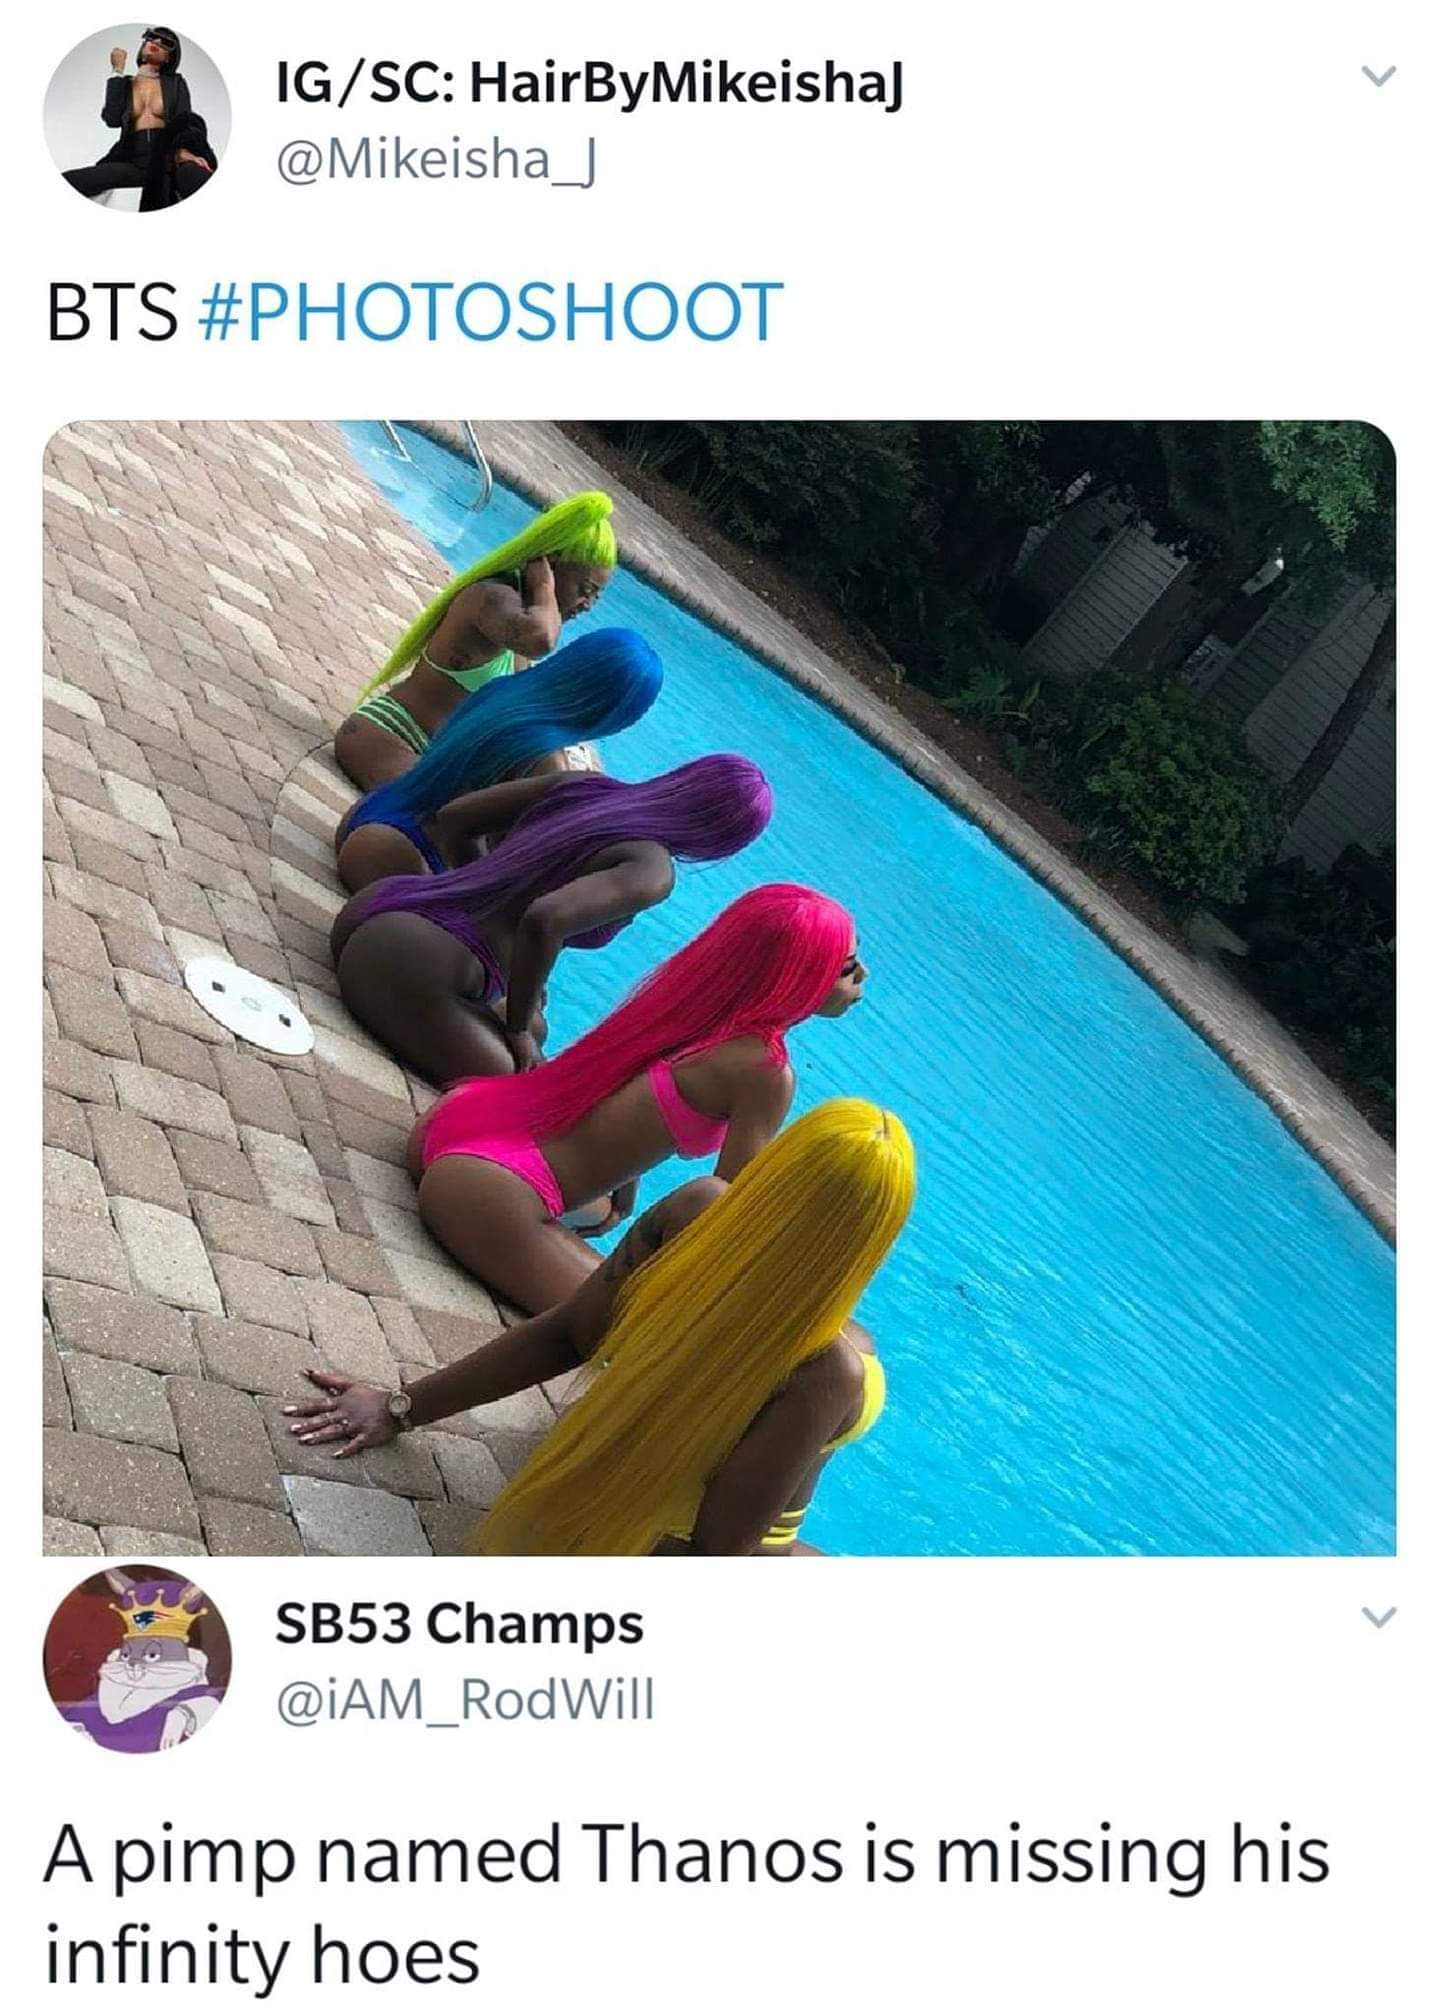 IG/SC: HairByMikeishaJ
@Mikeisha_J
BTS #PHOTOSHOOT
SB53 Champs
@iAM_RodWill
A pimp named Thanos is missing his
infinity hoes